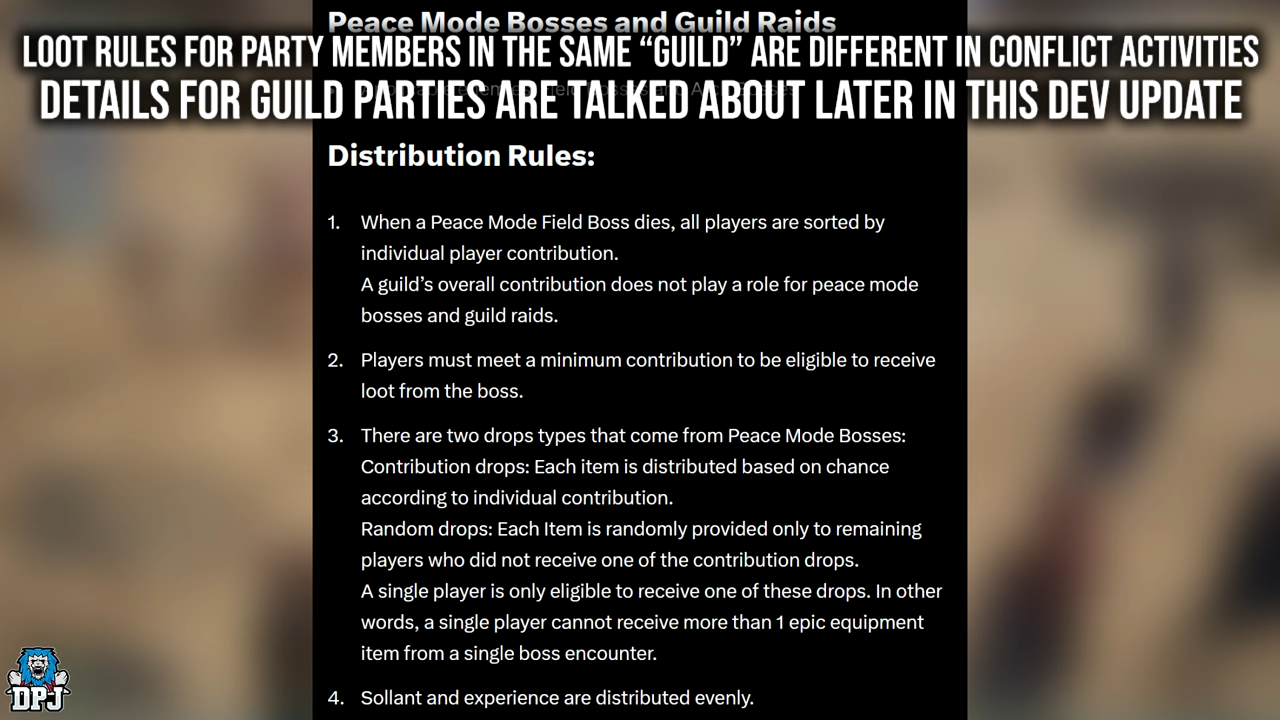 Peace Mode Bosses and Guild Raids
LOOT RULES FOR PARTY MEMBERS IN THE SAME “GUILD” ARE DIFFERENT IN CONFLICT ACTIVITIES
DETAILS FOR GUILD PARTIES ARE TALKED ABOUT LATER IN THIS DEV UPDATE
Distribution Rules:
1. When a Peace Mode Field Boss dies, all players are sorted by
individual player contribution.
A guild’s overall contribution does not play a role for peace mode
bosses and guild raids.
2. Players must meet a minimum contribution to be eligible to receive
loot from the boss.
3. There are two drops types that come from Peace Mode Bosses:
Contribution drops: Each item is distributed based on chance
according to individual contribution.
Random drops: Each Item is randomly provided only to remaining
players who did not receive one of the contribution drops.
A single player is only eligible to receive one of these drops. In other
words, a single player cannot receive more than 1 epic equipment
item from a single boss encounter.
4. Sollant and experience are distributed evenly.
DPJ